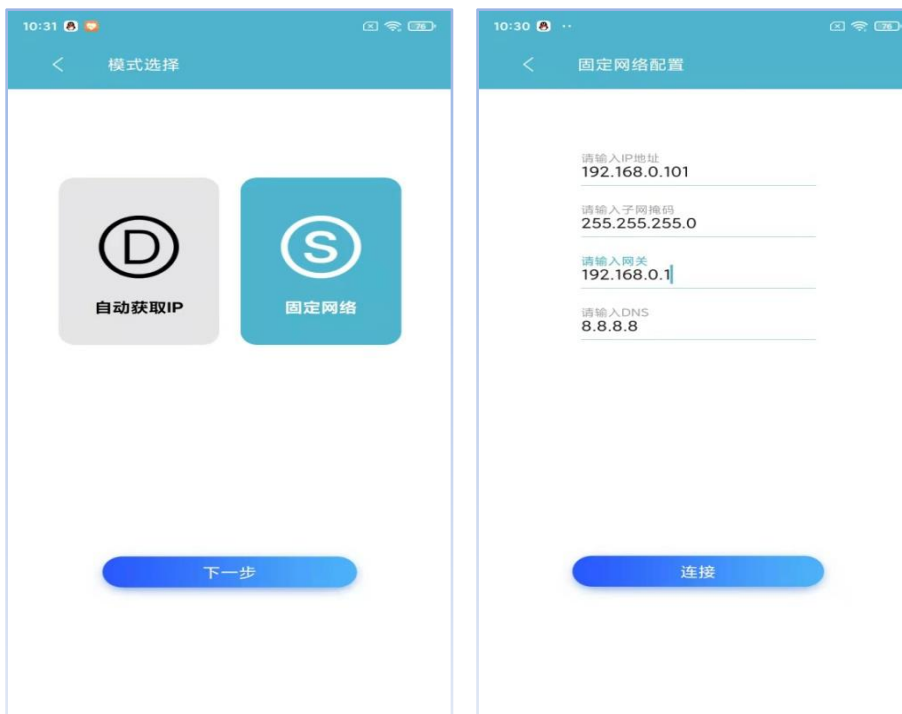 10:31
76
模式选择
D
自动获取IP
S
固定网络
下一步
10:30
76
固定网络配置
请输入IP地址
192.168.0.101
请输入子网掩码
255.255.255.0
请输入网关
192.168.0.1
请输入DNS
8.8.8.8
连接